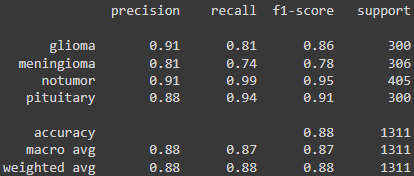 precision recall f1-score support
glioma 0.91 0.81 0.86 300
meningioma 0.81 0.74 0.78 306
notumor 0.91 0.99 0.95 405
pituitary 0.88 0.94 0.91 300
accuracy 0.88 1311
macro avg 0.88 0.87 0.87 1311
weighted avg 0.88 0.88 0.88 1311